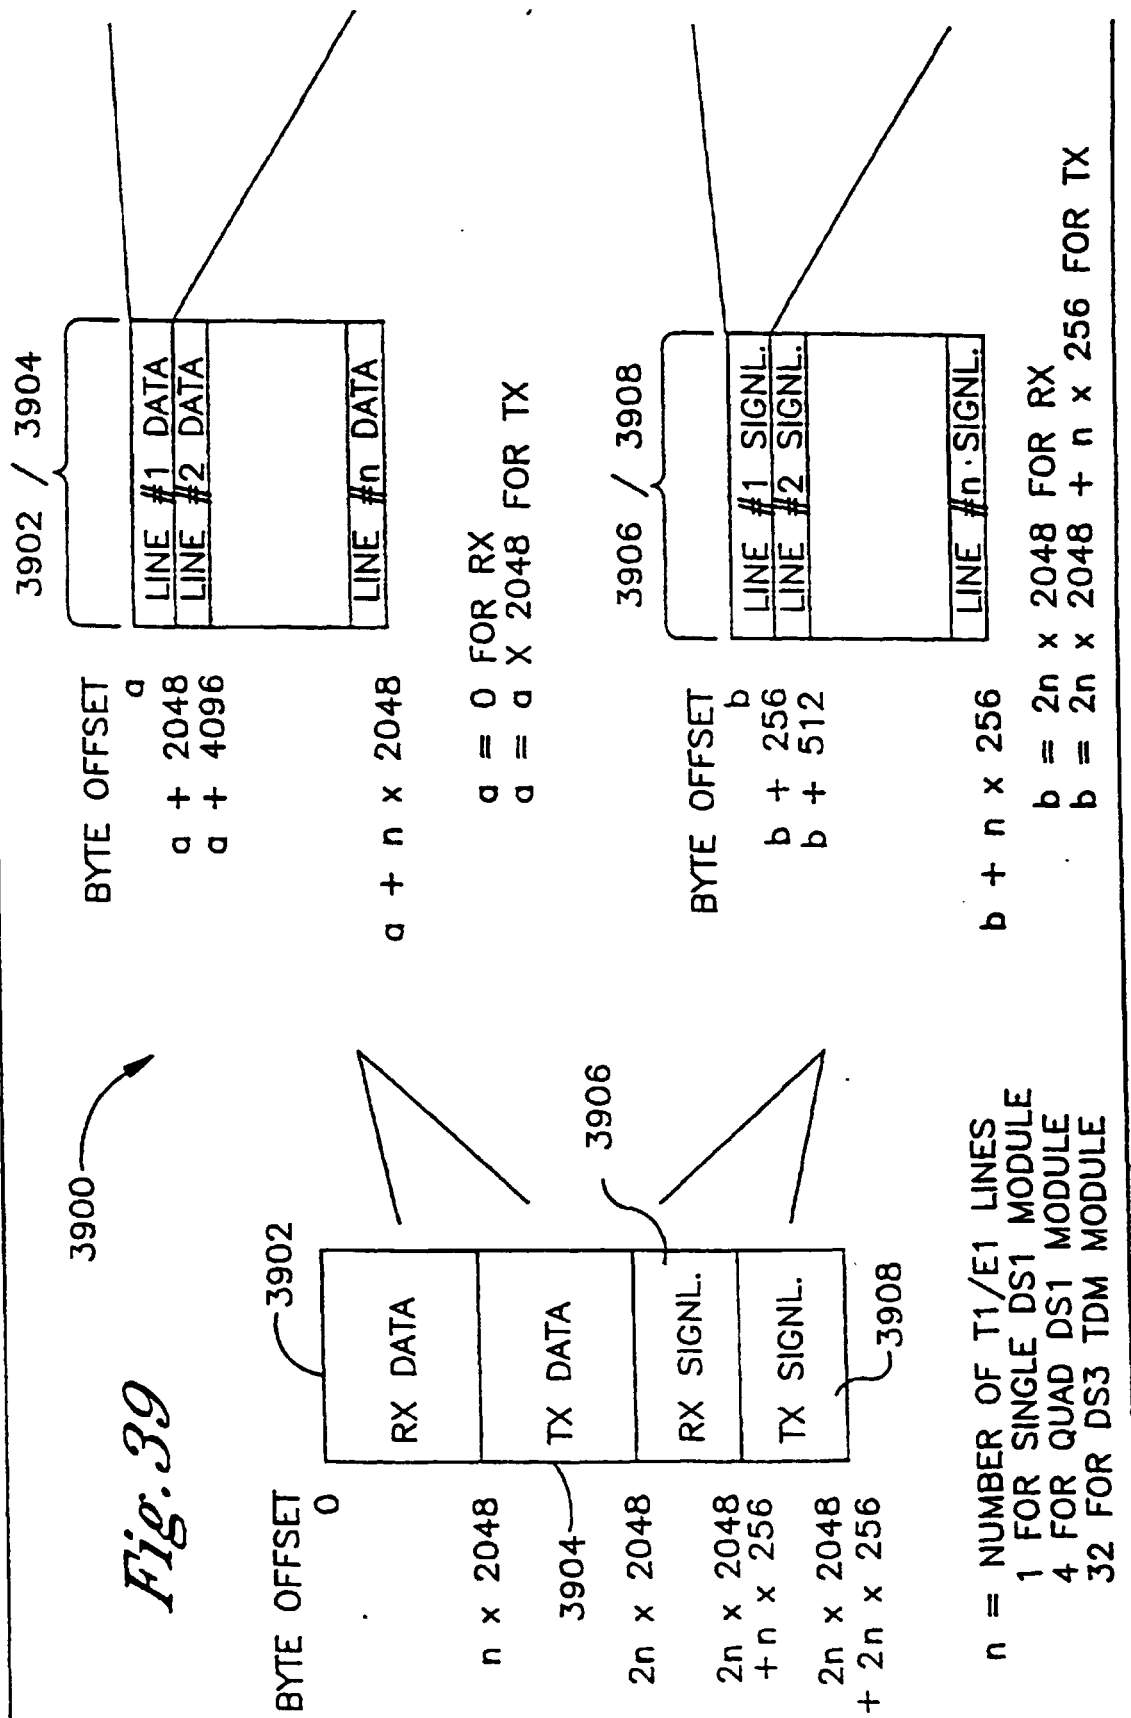 Fig. 39
3900
BYTE OFFSET
0
n x 2048
2n x 2048
2n x 2048
+ n x 256
2n x 2048
+ 2n x 256
3902
RX DATA
TX DATA
RX SIGNL.
TX SIGNL.
3904
3906
3908
n = NUMBER OF T1/E1 LINES
1 FOR SINGLE DS1 MODULE
4 FOR QUAD DS1 MODULE
32 FOR DS3 TDM MODULE
3902 / 3904
BYTE OFFSET
a
a + 2048
a + 4096
a + n x 2048
LINE #1 DATA
LINE #2 DATA
LINE #n DATA
a = 0 FOR RX
a = a X 2048 FOR TX
3906 / 3908
BYTE OFFSET
b
b + 256
b + 512
b + n x 256
LINE #1 SIGNL.
LINE #2 SIGNL.
LINE #n SIGNL.
b = 2n x 2048 FOR RX
b = 2n x 2048 + n x 256 FOR TX